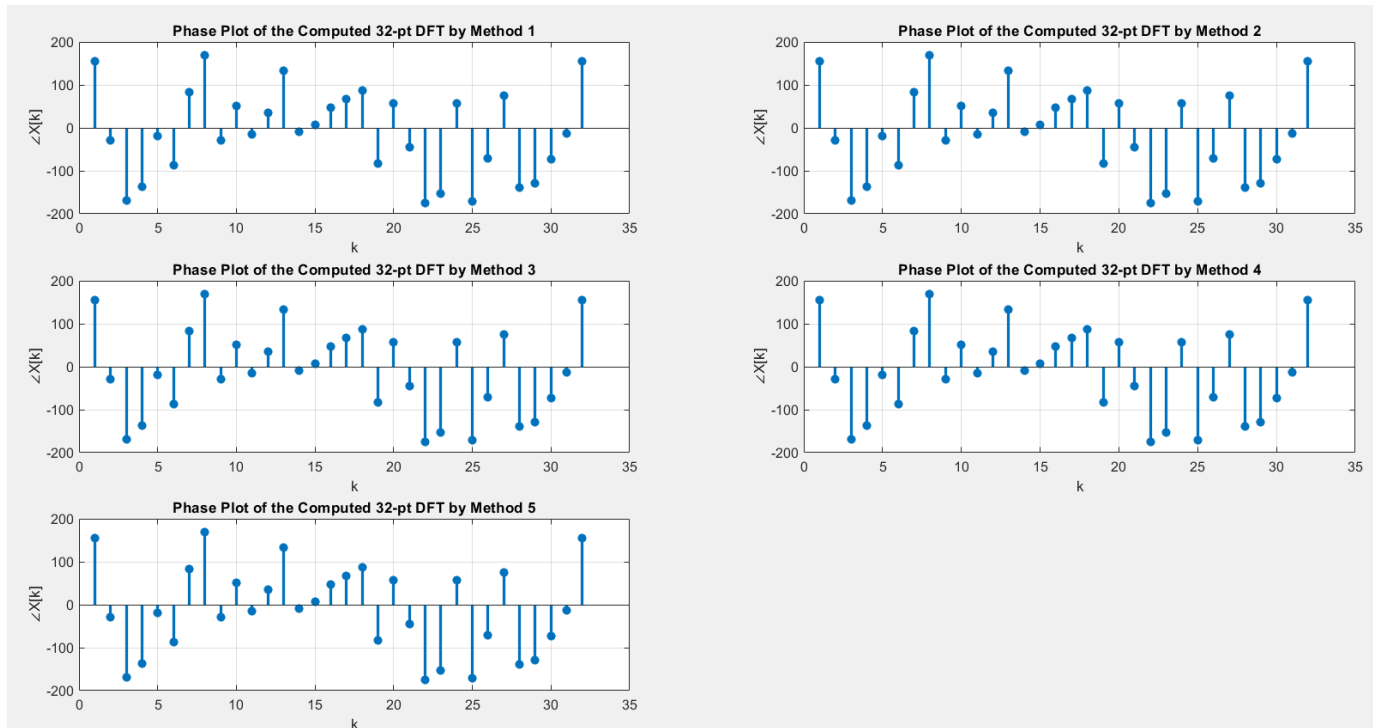 Phase Plot of the Computed 32-pt DFT by Method 1
200
100
0
-100
-200
∠X[k]
0 5 10 15 20 25 30 35
k
Phase Plot of the Computed 32-pt DFT by Method 2
200
100
0
-100
-200
∠X[k]
0 5 10 15 20 25 30 35
k
Phase Plot of the Computed 32-pt DFT by Method 3
200
100
0
-100
-200
∠X[k]
0 5 10 15 20 25 30 35
k
Phase Plot of the Computed 32-pt DFT by Method 4
200
100
0
-100
-200
∠X[k]
0 5 10 15 20 25 30 35
k
Phase Plot of the Computed 32-pt DFT by Method 5
200
100
0
-100
-200
∠X[k]
0 5 10 15 20 25 30 35
k